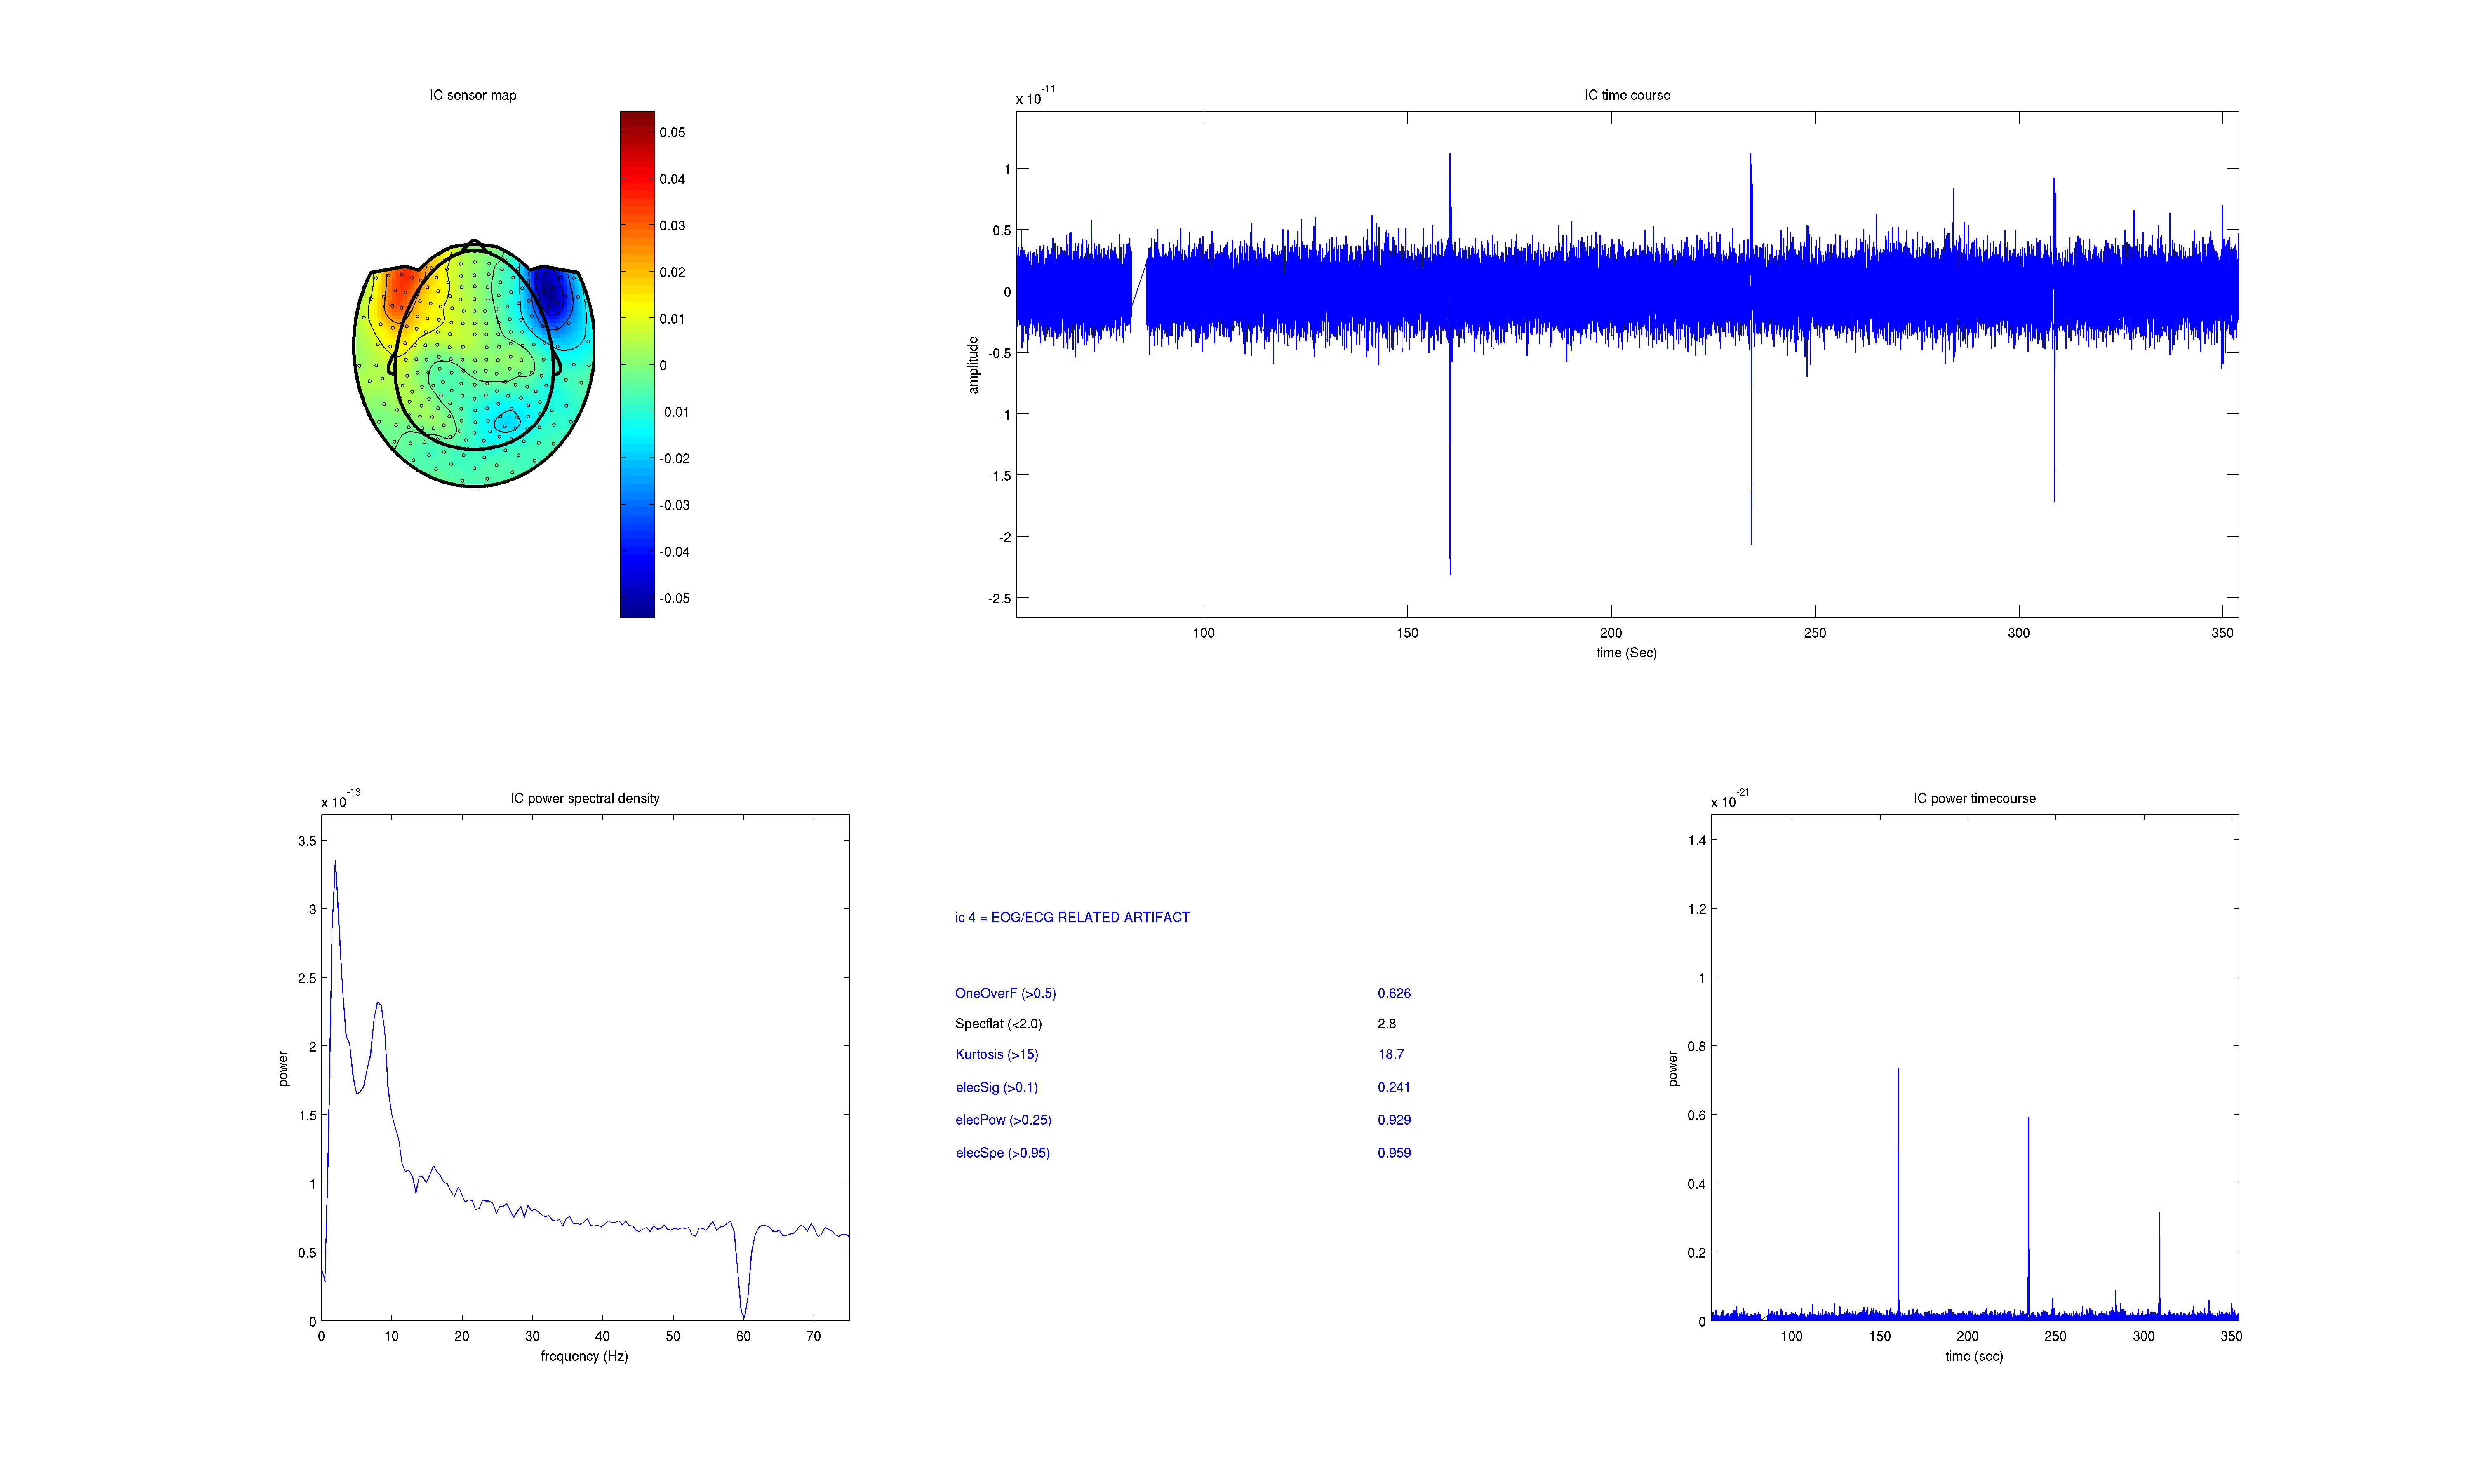 IC sensor map
0.05
0.04
0.03
0.02
0.01
0
-0.01
-0.02
-0.03
-0.04
-0.05
IC time course
x 10-11
amplitude
1
0.5
0
-0.5
-1
-1.5
-2
-2.5
100 150 200 250 300 350
time (Sec)
IC power spectral density
x 10-13
power
3.5
3
2.5
2
1.5
1
0.5
0
0 10 20 30 40 50 60 70
frequency (Hz)
ic 4 = EOG/ECG RELATED ARTIFACT
OneOverF (>0.5) 0.626
Specflat (<2.0) 2.8
Kurtosis (>15) 18.7
elecSig (>0.1) 0.241
elecPow (>0.25) 0.929
elecSpe (>0.95) 0.959
IC power timecourse
x 10-21
power
1.4
1.2
1
0.8
0.6
0.4
0.2
0
100 150 200 250 300 350
time (sec)